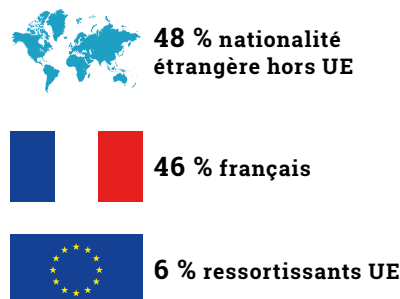 48 % nationalité
étrangère hors UE
46 % français
6 % ressortissants UE